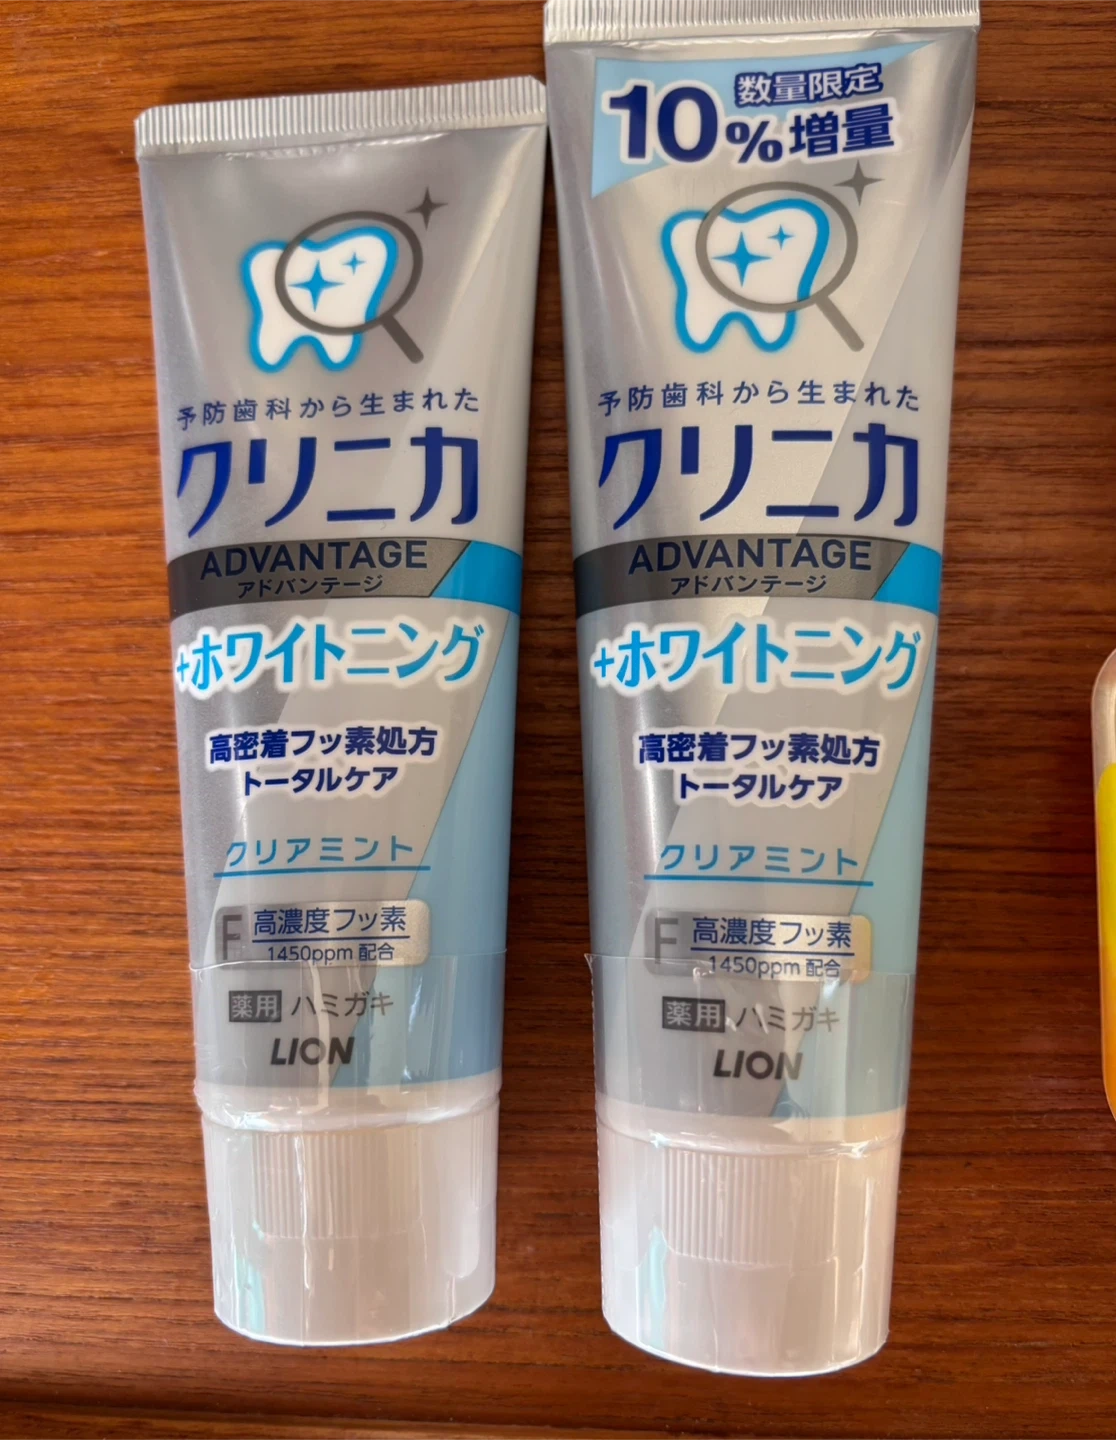 予防歯科から生まれた
クリニカ
ADVANTAGE
アドバンテージ
+ホワイトニング
高密着フッ素処方
トータルケア
クリアミント
F 高濃度フッ素
1450ppm 配合
薬用 ハミガキ
LION
数量限定
10%増量
予防歯科から生まれた
クリニカ
ADVANTAGE
アドバンテージ
+ホワイトニング
高密着フッ素処方
トータルケア
クリアミント
F 高濃度フッ素
1450ppm 配合
薬用 ハミガキ
LION